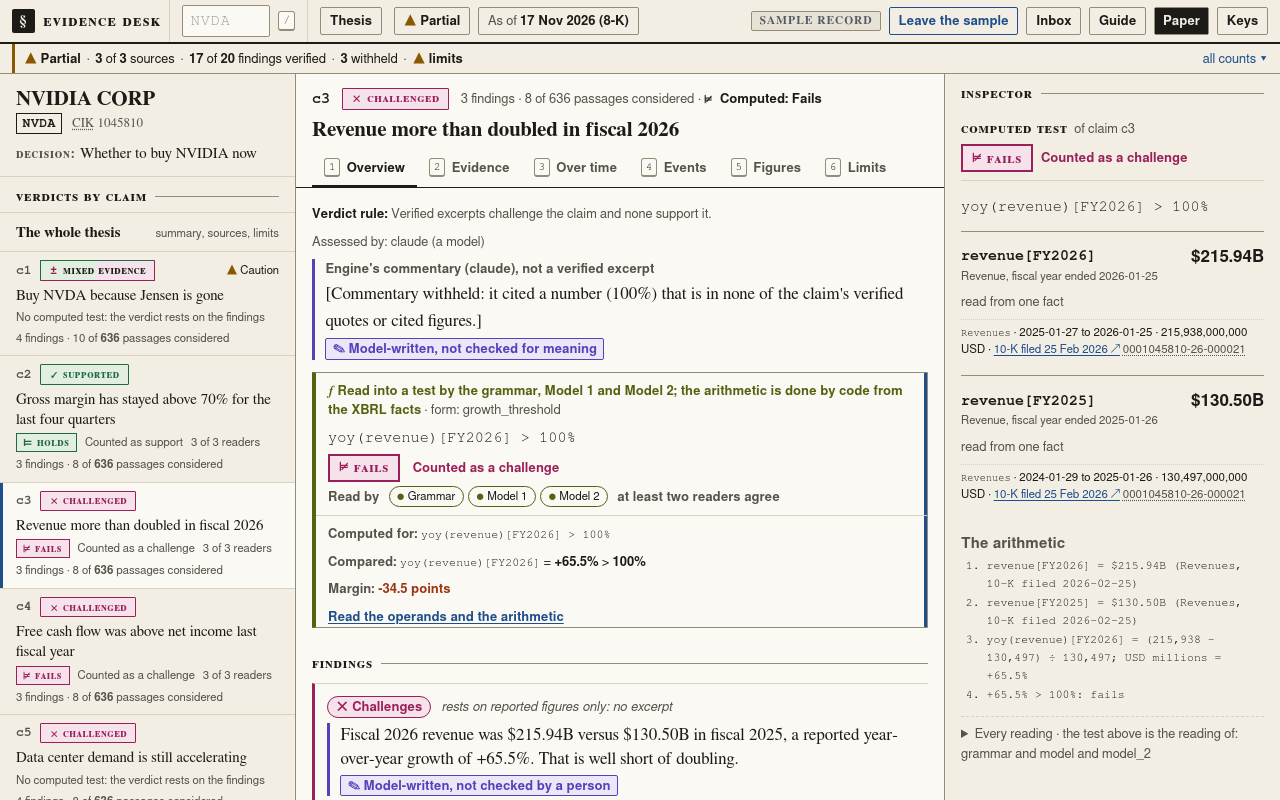 § EVIDENCE DESK NVDA / Thesis ▲ Partial As of 17 Nov 2026 (8-K) SAMPLE RECORD Leave the sample Inbox Guide Paper Keys
▲ Partial · 3 of 3 sources · 17 of 20 findings verified · 3 withheld · ▲ limits all counts ▾
NVIDIA CORP
NVDA CIK 1045810
DECISION: Whether to buy NVIDIA now
VERDICTS BY CLAIM
The whole thesis summary, sources, limits
c1 ± MIXED EVIDENCE ▲ Caution
Buy NVDA because Jensen is gone
No computed test: the verdict rests on the findings
4 findings · 10 of 636 passages considered
c2 ✓ SUPPORTED
Gross margin has stayed above 70% for the
last four quarters
⊨ HOLDS Counted as support 3 of 3 readers
3 findings · 8 of 636 passages considered
c3 ✕ CHALLENGED
Revenue more than doubled in fiscal 2026
⊭ FAILS Counted as a challenge 3 of 3 readers
3 findings · 8 of 636 passages considered
c4 ✕ CHALLENGED
Free cash flow was above net income last
fiscal year
⊭ FAILS Counted as a challenge 3 of 3 readers
3 findings · 8 of 636 passages considered
c5 ✕ CHALLENGED
Data center demand is still accelerating
No computed test: the verdict rests on the findings
4 findings · 8 of 636 passages considered
c3 ✕ CHALLENGED 3 findings · 8 of 636 passages considered · ⊭ Computed: Fails
Revenue more than doubled in fiscal 2026
1 Overview 2 Evidence 3 Over time 4 Events 5 Figures 6 Limits
Verdict rule: Verified excerpts challenge the claim and none support it.
Assessed by: claude (a model)
Engine's commentary (claude), not a verified excerpt
[Commentary withheld: it cited a number (100%) that is in none of the claim's verified
quotes or cited figures.]
✎ Model-written, not checked for meaning
ƒ Read into a test by the grammar, Model 1 and Model 2; the arithmetic is done by code from
the XBRL facts · form: growth_threshold
yoy(revenue)[FY2026] > 100%
⊭ FAILS Counted as a challenge
Read by ● Grammar ● Model 1 ● Model 2 at least two readers agree
Computed for: yoy(revenue)[FY2026] > 100%
Compared: yoy(revenue)[FY2026] = +65.5% > 100%
Margin: -34.5 points
Read the operands and the arithmetic
FINDINGS
✕ Challenges rests on reported figures only: no excerpt
Fiscal 2026 revenue was $215.94B versus $130.50B in fiscal 2025, a reported year-
over-year growth of +65.5%. That is well short of doubling.
✎ Model-written, not checked by a person
INSPECTOR
COMPUTED TEST of claim c3
⊭ FAILS Counted as a challenge
yoy(revenue)[FY2026] > 100%
revenue[FY2026] $215.94B
Revenue, fiscal year ended 2026-01-25
read from one fact
Revenues · 2025-01-27 to 2026-01-25 · 215,938,000,000
USD · 10-K filed 25 Feb 2026 ↗ 0001045810-26-000021
revenue[FY2025] $130.50B
Revenue, fiscal year ended 2025-01-26
read from one fact
Revenues · 2024-01-29 to 2025-01-26 · 130,497,000,000
USD · 10-K filed 25 Feb 2026 ↗ 0001045810-26-000021
The arithmetic
1. revenue[FY2026] = $215.94B (Revenues,
10-K filed 2026-02-25)
2. revenue[FY2025] = $130.50B (Revenues,
10-K filed 2026-02-25)
3. yoy(revenue)[FY2026] = (215,938 −
130,497) ÷ 130,497; USD millions =
+65.5%
4. +65.5% > 100%: fails
▶ Every reading · the test above is the reading of:
grammar and model and model_2